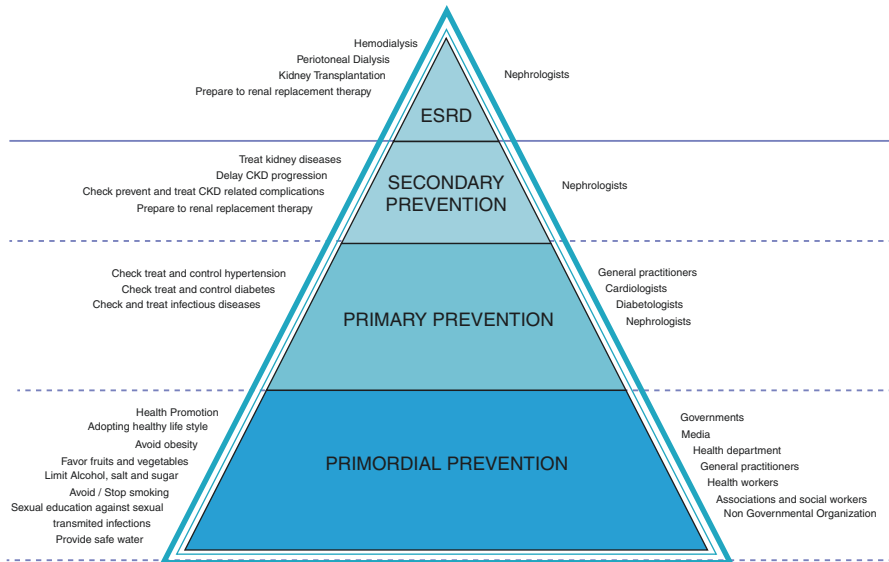 Hemodialysis
Periotoneal Dialysis
Kidney Transplantation
Prepare to renal replacement therapy
Nephrologists
ESRD
Treat kidney diseases
Delay CKD progression
Check prevent and treat CKD related complications
Prepare to renal replacement therapy
SECONDARY
PREVENTION
Nephrologists
Check treat and control hypertension
Check treat and control diabetes
Check and treat infectious diseases
PRIMARY PREVENTION
General practitioners
Cardiologists
Diabetologists
Nephrologists
Health Promotion
Adopting healthy life style
Avoid obesity
Favor fruits and vegetables
Limit Alcohol, salt and sugar
Avoid / Stop smoking
Sexual education against sexual
transmited infections
Provide safe water
PRIMORDIAL PREVENTION
Governments
Media
Health department
General practitioners
Health workers
Associations and social workers
Non Governmental Organization